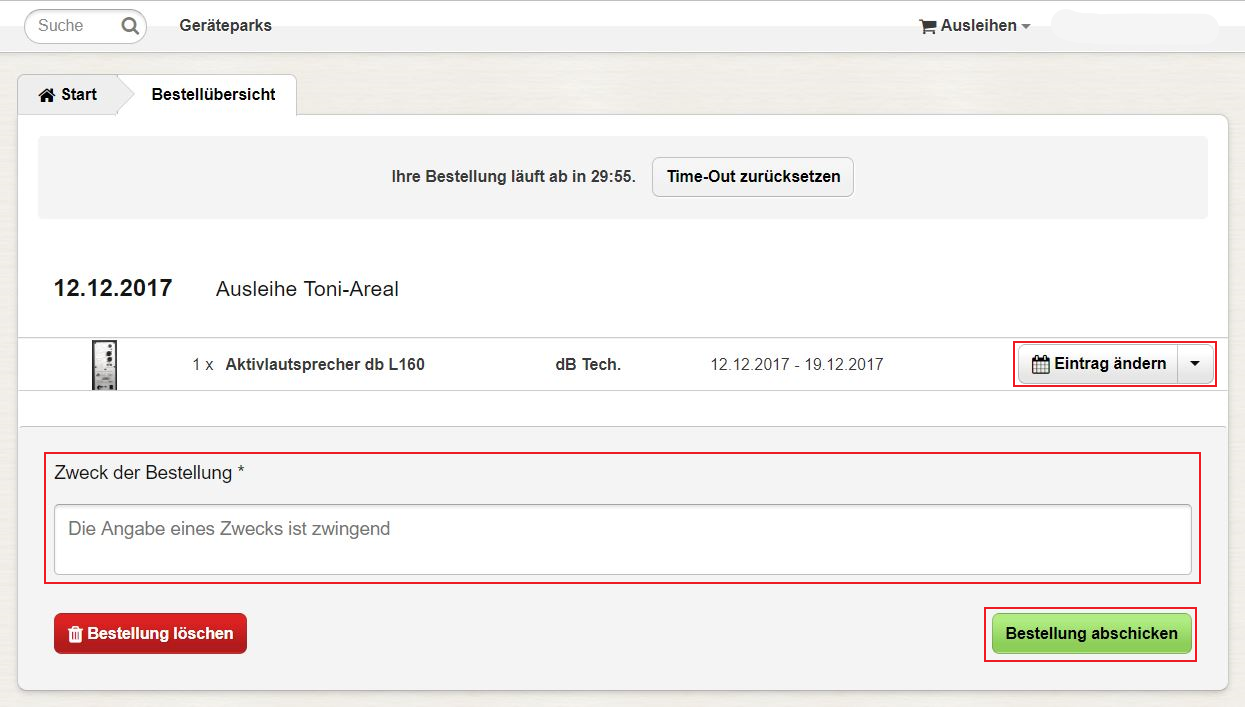 Suche Geräteparks Ausleihen
Start Bestellübersicht
Ihre Bestellung läuft ab in 29:55. Time-Out zurücksetzen
12.12.2017 Ausleihe Toni-Areal
1 x Aktivlautsprecher db L160 dB Tech. 12.12.2017 - 19.12.2017 Eintrag ändern
Zweck der Bestellung *
Die Angabe eines Zwecks ist zwingend
Bestellung löschen Bestellung abschicken